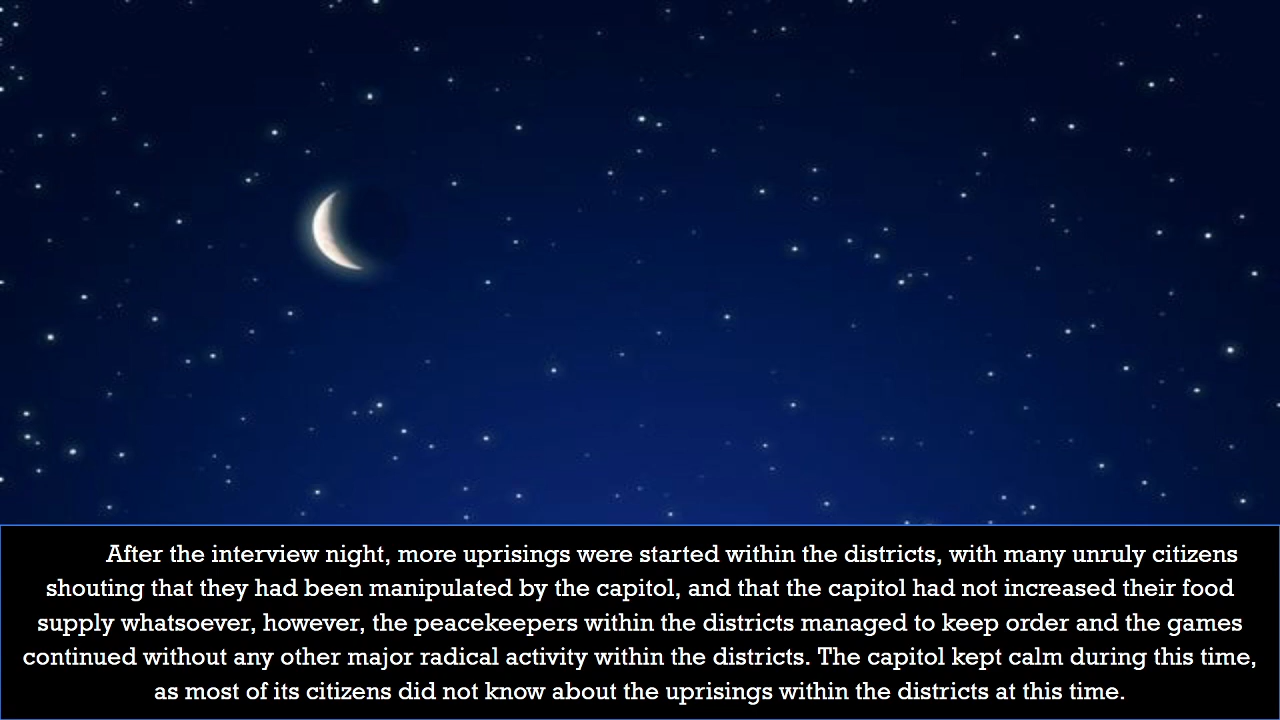 After the interview night, more uprisings were started within the districts, with many unruly citizens
shouting that they had been manipulated by the capitol, and that the capitol had not increased their food
supply whatsoever, however, the peacekeepers within the districts managed to keep order and the games
continued without any other major radical activity within the districts. The capitol kept calm during this time,
as most of its citizens did not know about the uprisings within the districts at this time.